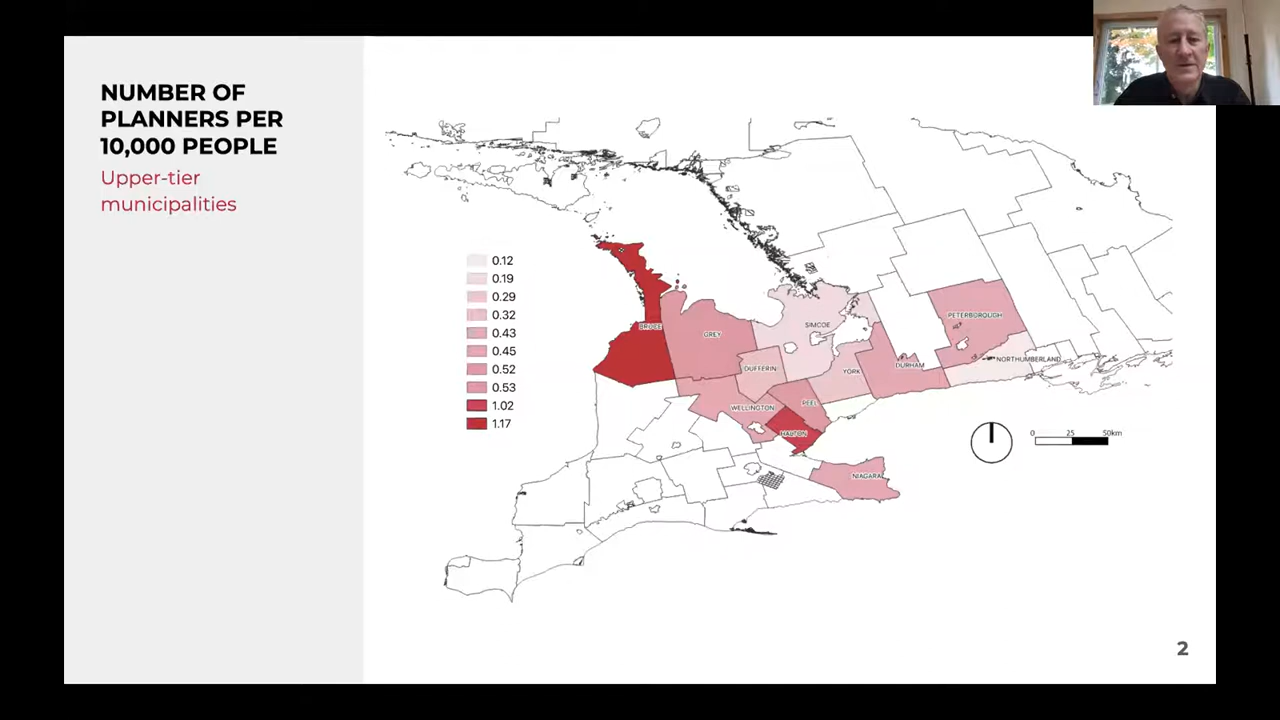 NUMBER OF
PLANNERS PER
10,000 PEOPLE
Upper-tier
municipalities
0.12
0.19
0.29
0.32
0.43
0.45
0.52
0.53
1.02
1.17
BRUCE
GREY
SIMCOE
PETERBOROUGH
NORTHUMBERLAND
DUFFERIN
YORK
DURHAM
WELLINGTON
PEEL
HALTON
NIAGARA
0 25 50km
2